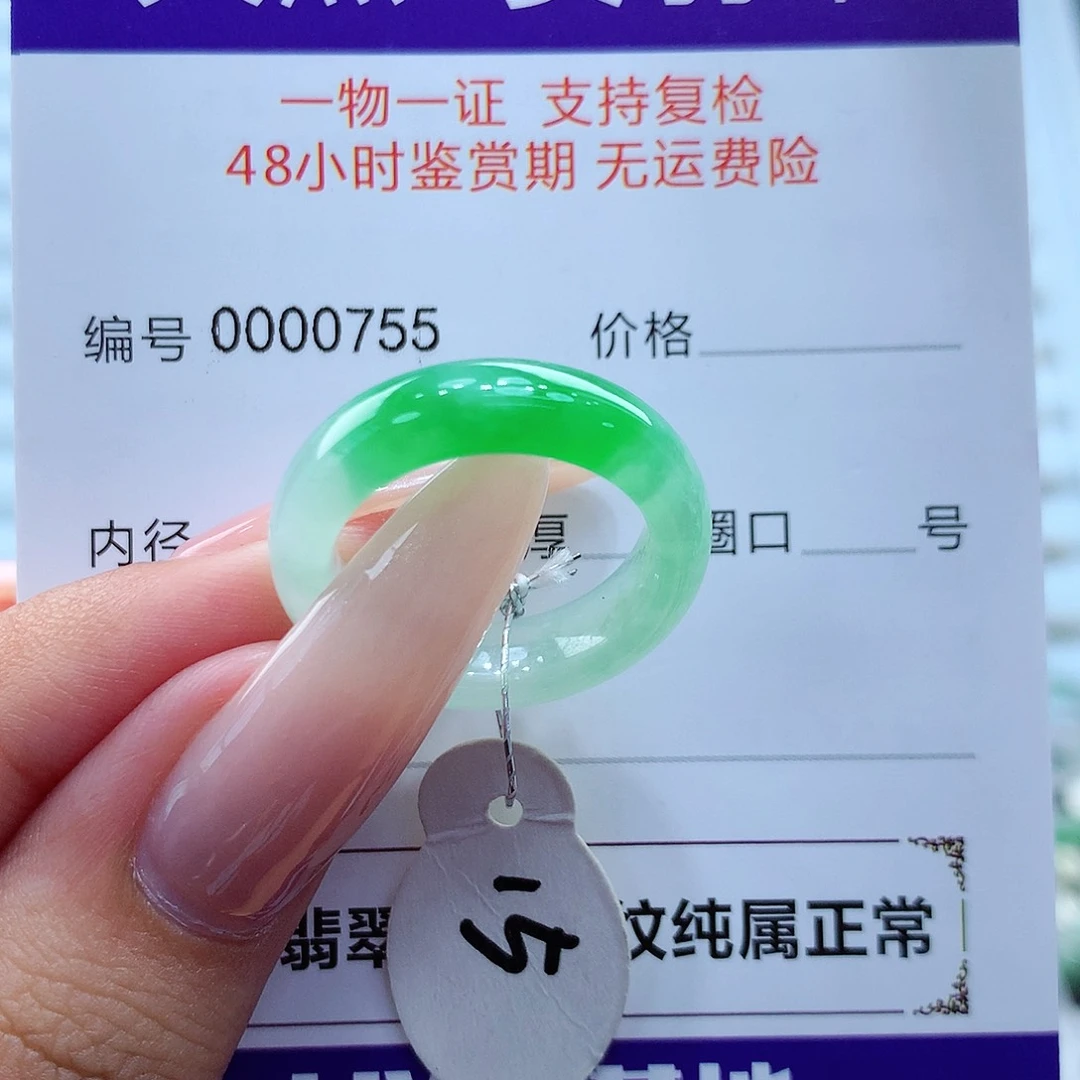 一物一证 支持复检
48小时鉴赏期 无运费险
编号 0000755 价格
内径 厚 圈口 号
翡翠 纹纯属正常
15